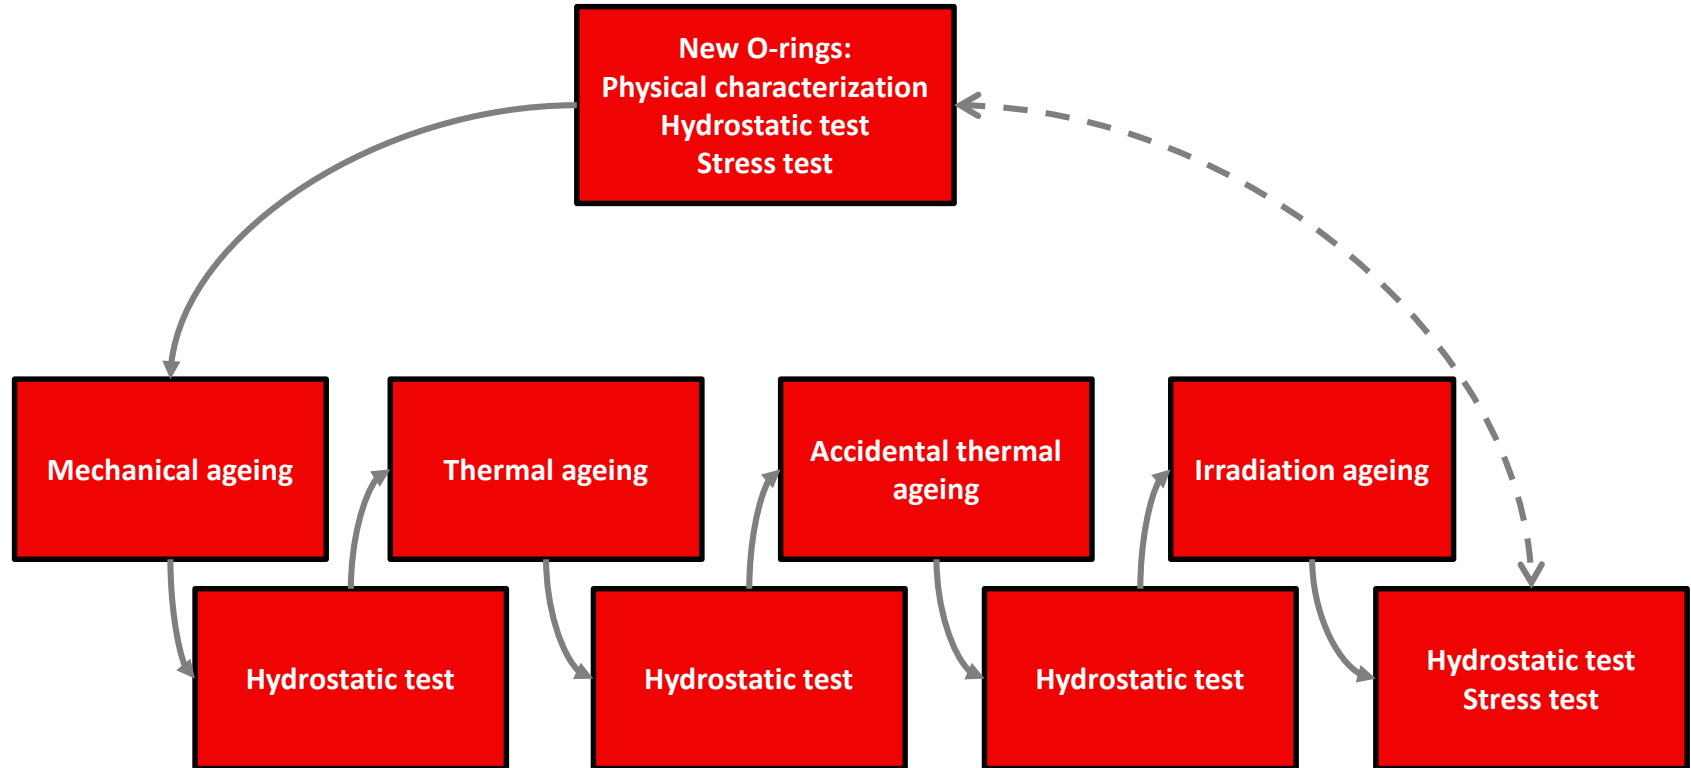 New O-rings:
Physical characterization
Hydrostatic test
Stress test
Mechanical ageing
Thermal ageing
Accidental thermal
ageing
Irradiation ageing
Hydrostatic test
Hydrostatic test
Hydrostatic test
Hydrostatic test
Stress test